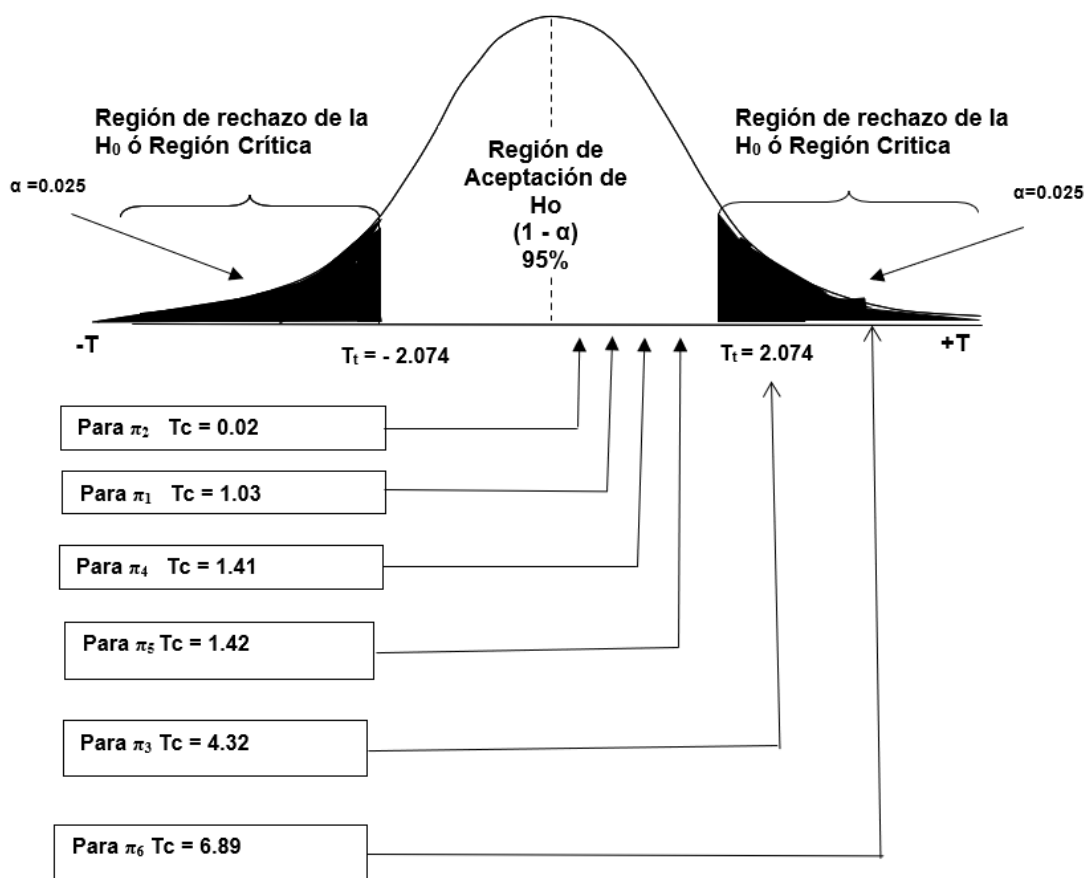 Región de rechazo de la
H₀ ó Región Crítica
α =0.025
Región de
Aceptación de
Ho
(1 - α)
95%
Región de rechazo de la
H₀ ó Región Critica
α=0.025
-T
Tₜ = - 2.074
Tₜ = 2.074
+T
Para π₂ Tc = 0.02
Para π₁ Tc = 1.03
Para π₄ Tc = 1.41
Para π₅ Tc = 1.42
Para π₃ Tc = 4.32
Para π₆ Tc = 6.89